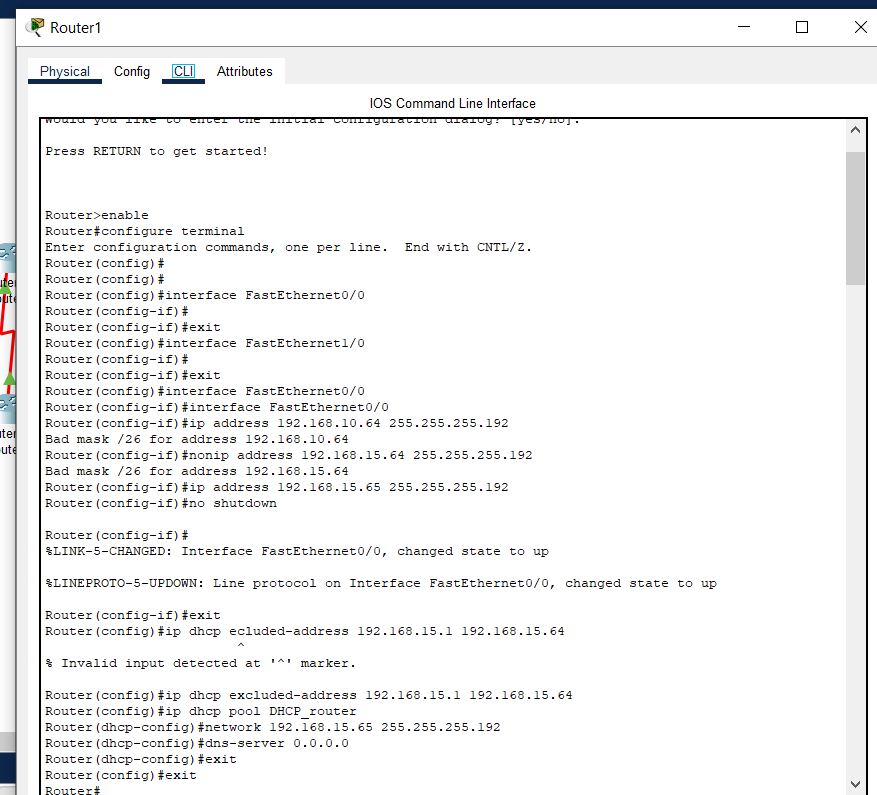 Router1
Physical Config CLI Attributes
IOS Command Line Interface
Would you like to enter the initial configuration dialog? [yes/no]:
Press RETURN to get started!
Router>enable
Router#configure terminal
Enter configuration commands, one per line.  End with CNTL/Z.
Router(config)#
Router(config)#
Router(config)#interface FastEthernet0/0
Router(config-if)#
Router(config-if)#exit
Router(config)#interface FastEthernet1/0
Router(config-if)#
Router(config-if)#exit
Router(config)#interface FastEthernet0/0
Router(config-if)#interface FastEthernet0/0
Router(config-if)#ip address 192.168.10.64 255.255.255.192
Bad mask /26 for address 192.168.10.64
Router(config-if)#nonip address 192.168.15.64 255.255.255.192
Bad mask /26 for address 192.168.15.64
Router(config-if)#ip address 192.168.15.65 255.255.255.192
Router(config-if)#no shutdown
Router(config-if)#
%LINK-5-CHANGED: Interface FastEthernet0/0, changed state to up
%LINEPROTO-5-UPDOWN: Line protocol on Interface FastEthernet0/0, changed state to up
Router(config-if)#exit
Router(config)#ip dhcp ecluded-address 192.168.15.1 192.168.15.64
^
% Invalid input detected at '^' marker.
Router(config)#ip dhcp excluded-address 192.168.15.1 192.168.15.64
Router(config)#ip dhcp pool DHCP_router
Router(dhcp-config)#network 192.168.15.65 255.255.255.192
Router(dhcp-config)#dns-server 0.0.0.0
Router(dhcp-config)#exit
Router(config)#exit
Router#